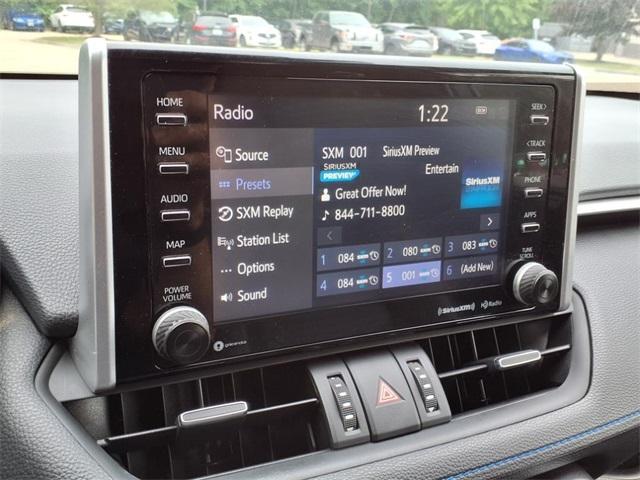 HOME
MENU
AUDIO
MAP
POWER
VOLUME
Radio
1:22
Source
Presets
SXM Replay
Station List
Options
Sound
SXM 001 SiriusXM Preview
SIRIUSXM
PREVIEW
Entertain
SiriusXM
Great Offer Now!
844-711-8800
1 084
2 080
3 083
4 084
5 001
6 (Add New)
SEEK>
<TRACK
PHONE
APPS
TUNE
SCROLL
gracenote
SiriusXM
HD Radio